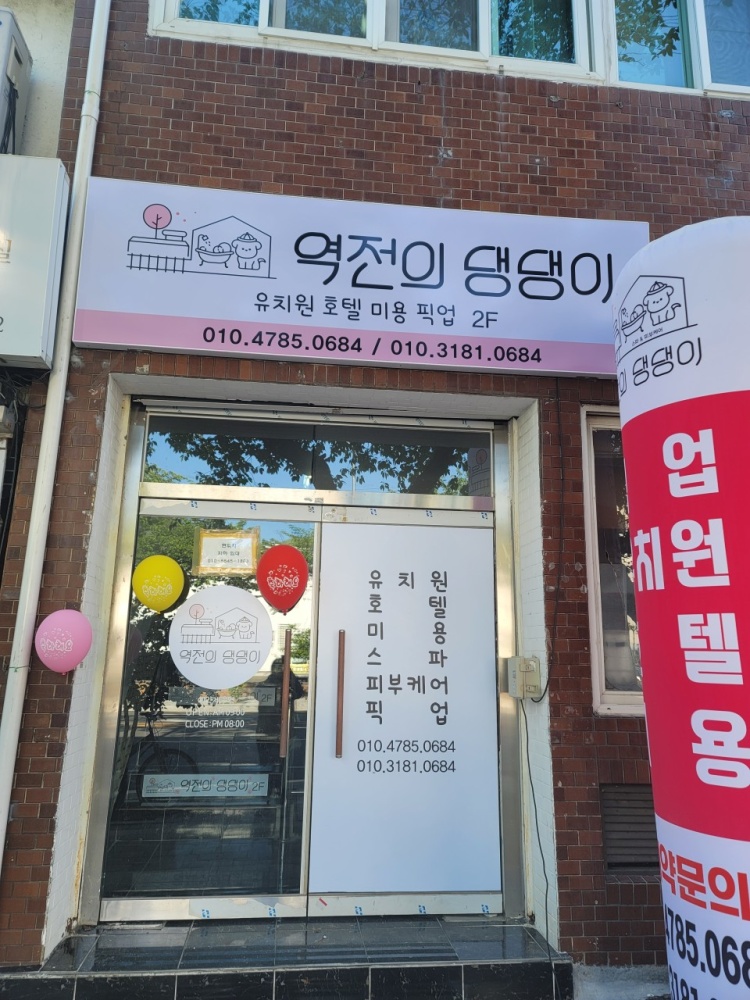 역전의 댕댕이
유치원 호텔 미용 픽업 2F
010.4785.0684 / 010.3181.0684
댕댕이
업
치원
텔
용
약문의
4785.068
역전의 댕댕이
CLOSE:PM 08:00
역전의 댕댕이 2F
유 치 원
호 텔
미 용
스 파
피부케어
픽 업
010.4785.0684
010.3181.0684